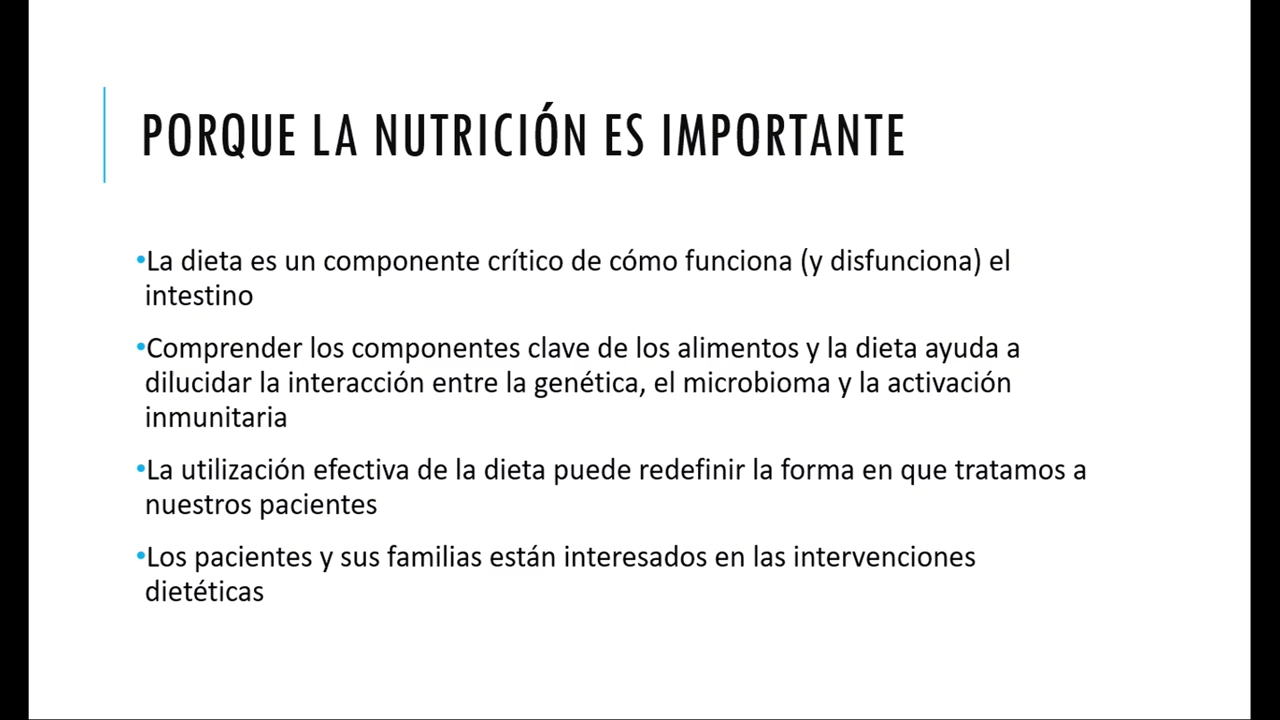 PORQUE LA NUTRICIÓN ES IMPORTANTE
•La dieta es un componente crítico de cómo funciona (y disfunciona) el
intestino
•Comprender los componentes clave de los alimentos y la dieta ayuda a
dilucidar la interacción entre la genética, el microbioma y la activación
inmunitaria
•La utilización efectiva de la dieta puede redefinir la forma en que tratamos a
nuestros pacientes
•Los pacientes y sus familias están interesados en las intervenciones
dietéticas